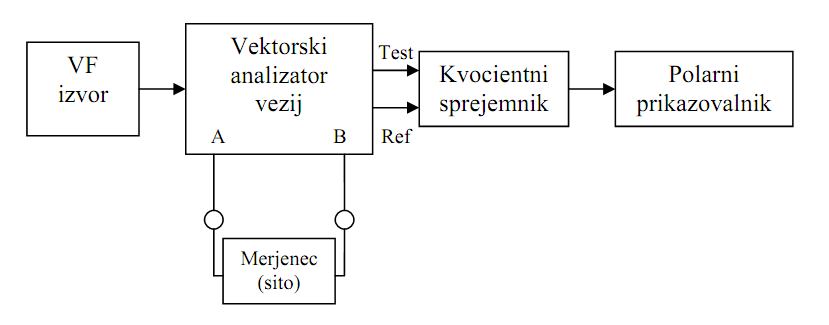 VF
izvor
Vektorski
analizator
vezij
A
B
Test
Ref
Kvocientni
sprejemnik
Polarni
prikazovalnik
Merjenec
(sito)